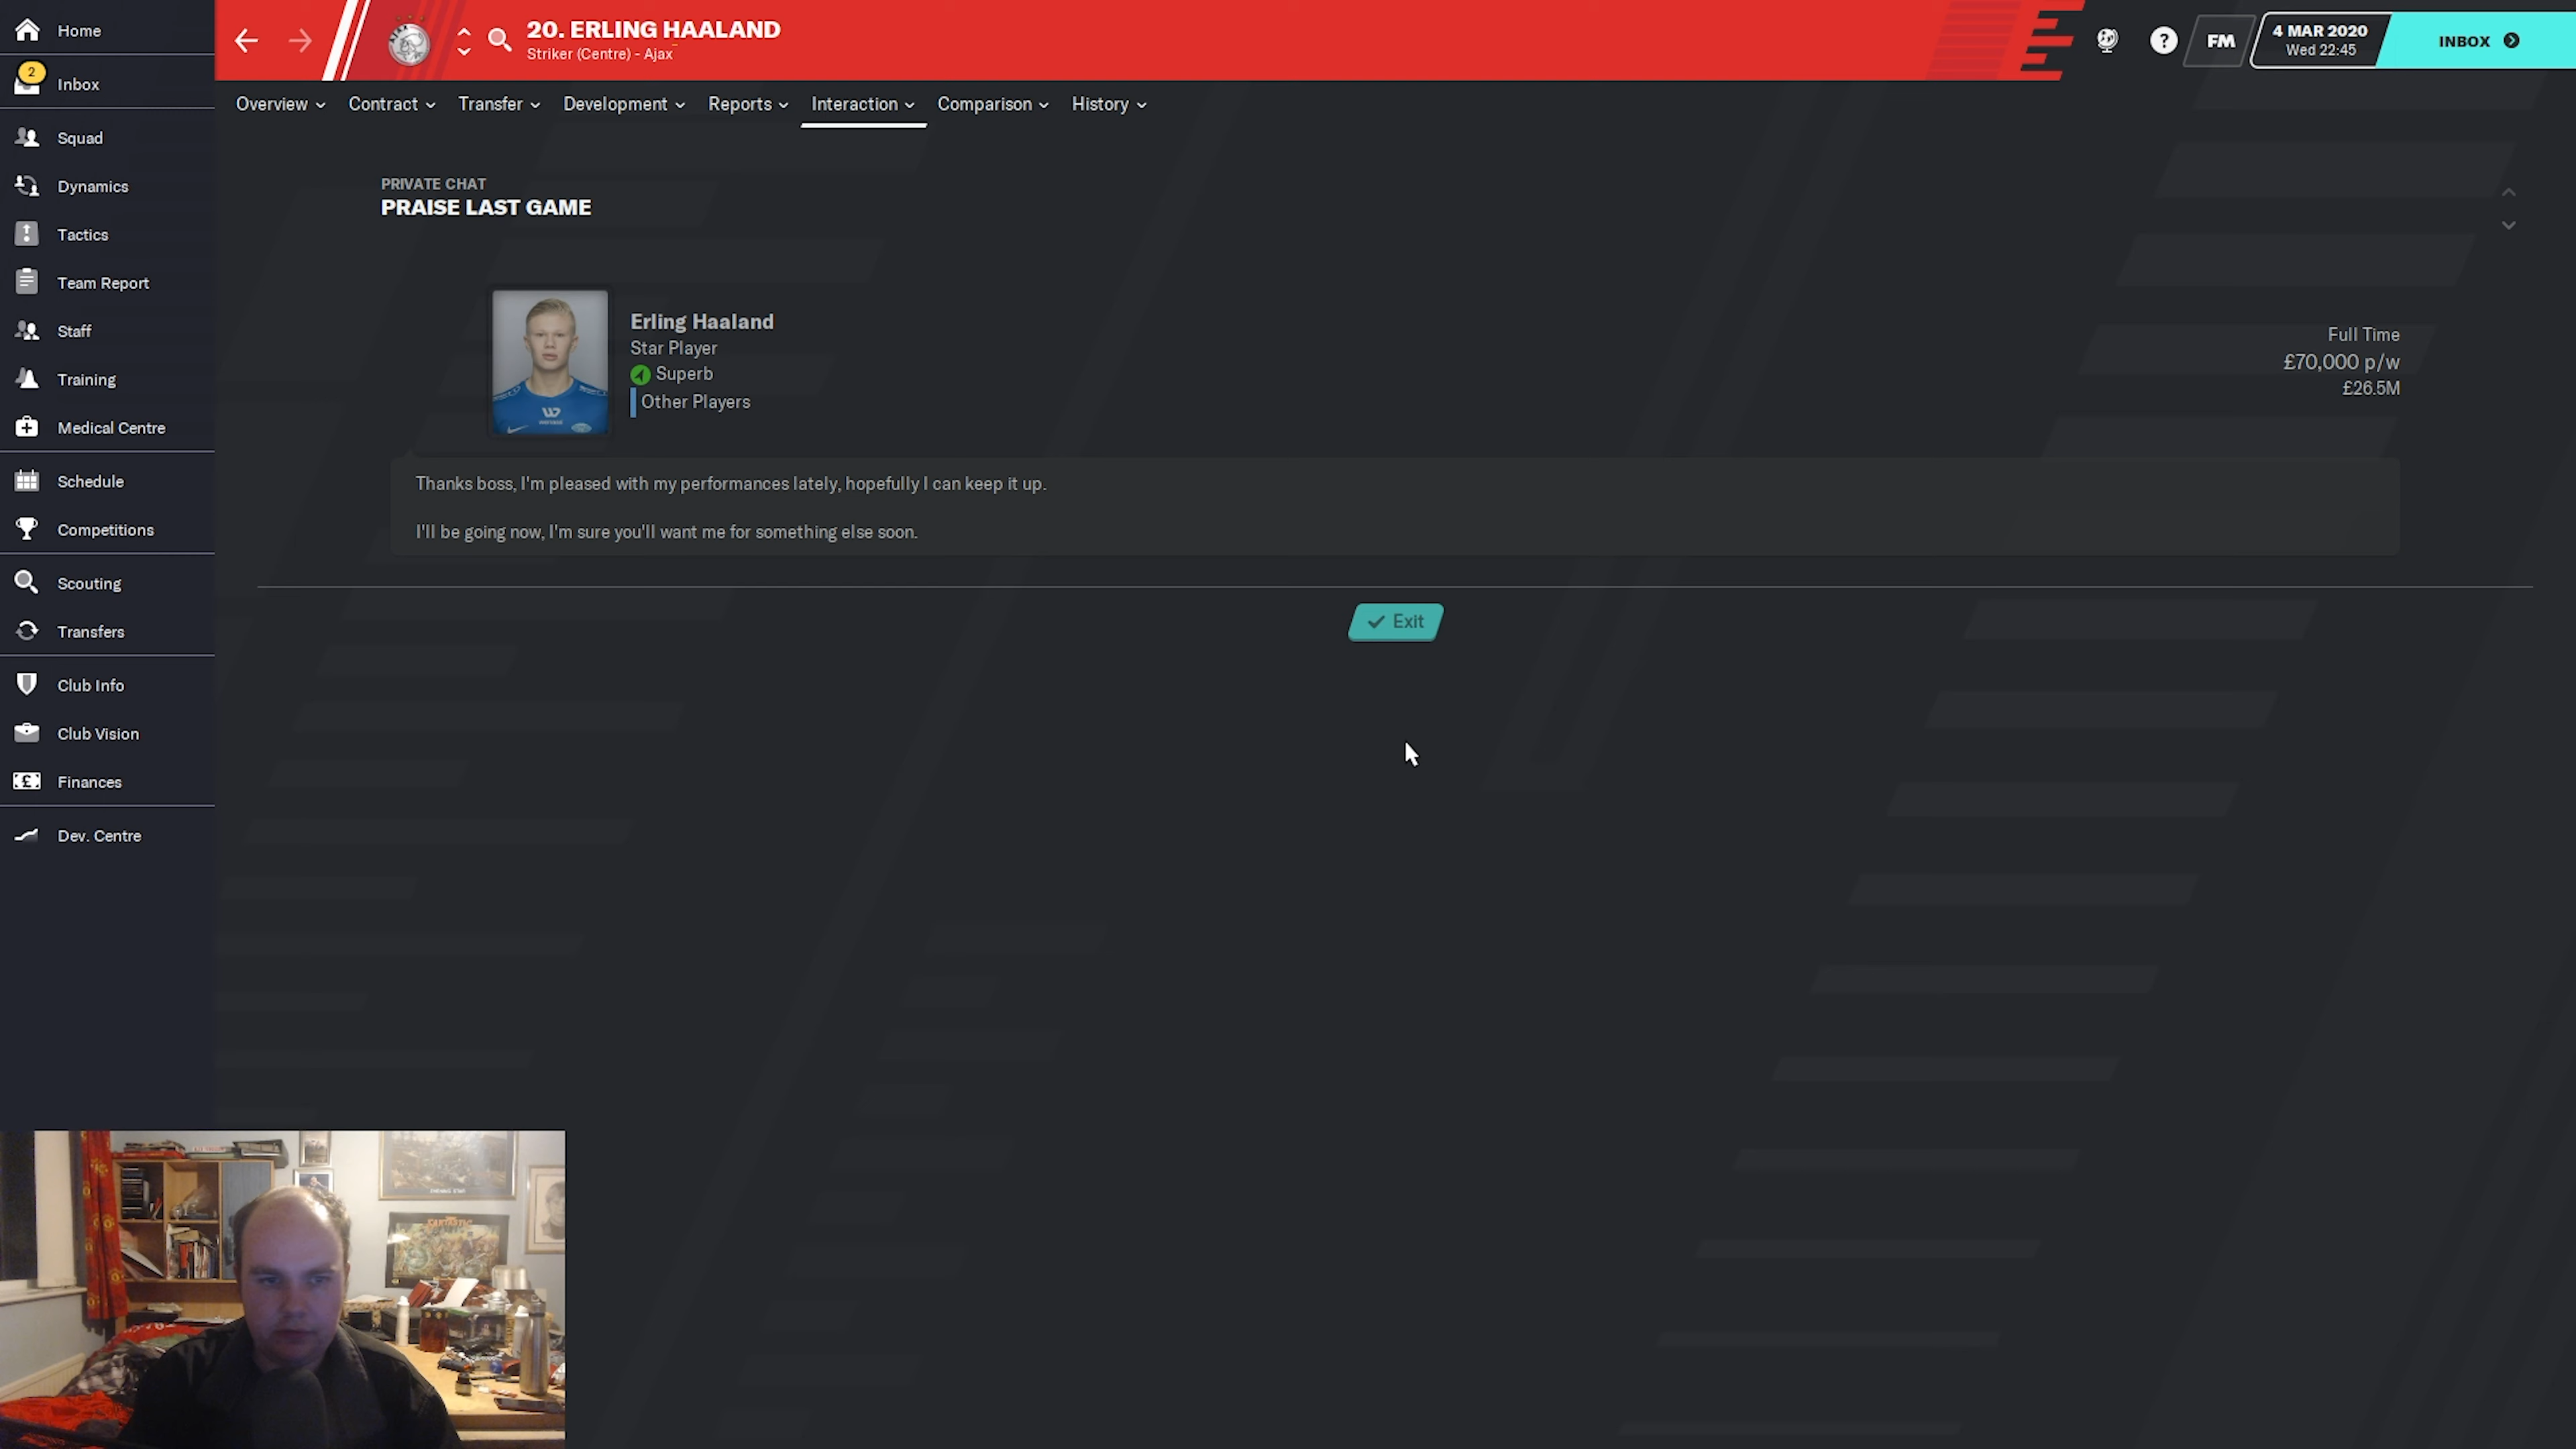 Home
2
Inbox
Squad
Dynamics
Tactics
Team Report
Staff
Training
Medical Centre
Schedule
Competitions
Scouting
Transfers
Club Info
Club Vision
Finances
Dev. Centre
20. ERLING HAALAND
Striker (Centre) - Ajax
?
FM
4 MAR 2020
Wed 22:45
INBOX
Overview
Contract
Transfer
Development
Reports
Interaction
Comparison
History
PRIVATE CHAT
PRAISE LAST GAME
Erling Haaland
Star Player
Superb
Other Players
Full Time
£70,000 p/w
£26.5M
Thanks boss, I'm pleased with my performances lately, hopefully I can keep it up.
I'll be going now, I'm sure you'll want me for something else soon.
Exit
FANTASTIC